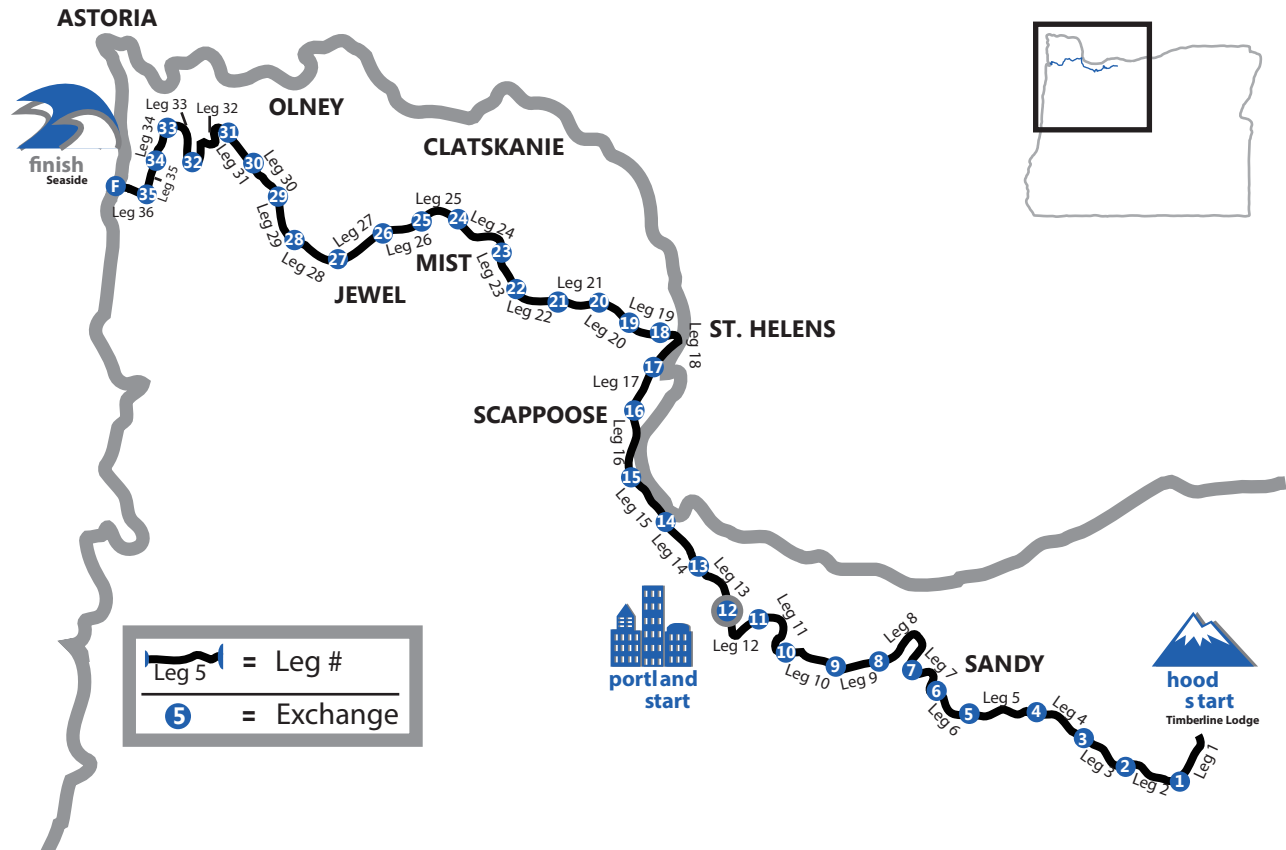 ASTORIA
OLNEY
CLATSKANIE
finish
Seaside
Leg 33
Leg 32
Leg 34
33
31
34
32
30
Leg 31
Leg 30
Leg 35
F
35
29
Leg 36
Leg 29
28
Leg 28
27
Leg 27
26
Leg 26
25
Leg 25
24
Leg 24
23
MIST
JEWEL
Leg 23
22
Leg 22
21
Leg 21
20
Leg 20
19
Leg 19
18
Leg 18
ST. HELENS
17
Leg 17
SCAPPOOSE
16
Leg 16
15
Leg 15
14
Leg 14
13
Leg 13
12
Leg 12
11
Leg 11
10
Leg 10
9
Leg 9
8
Leg 8
7
Leg 7
6
Leg 6
5
Leg 5
4
Leg 4
3
Leg 3
2
Leg 2
1
Leg 1
SANDY
portland
start
hood
start
Timberline Lodge
Leg 5 = Leg #
5 = Exchange